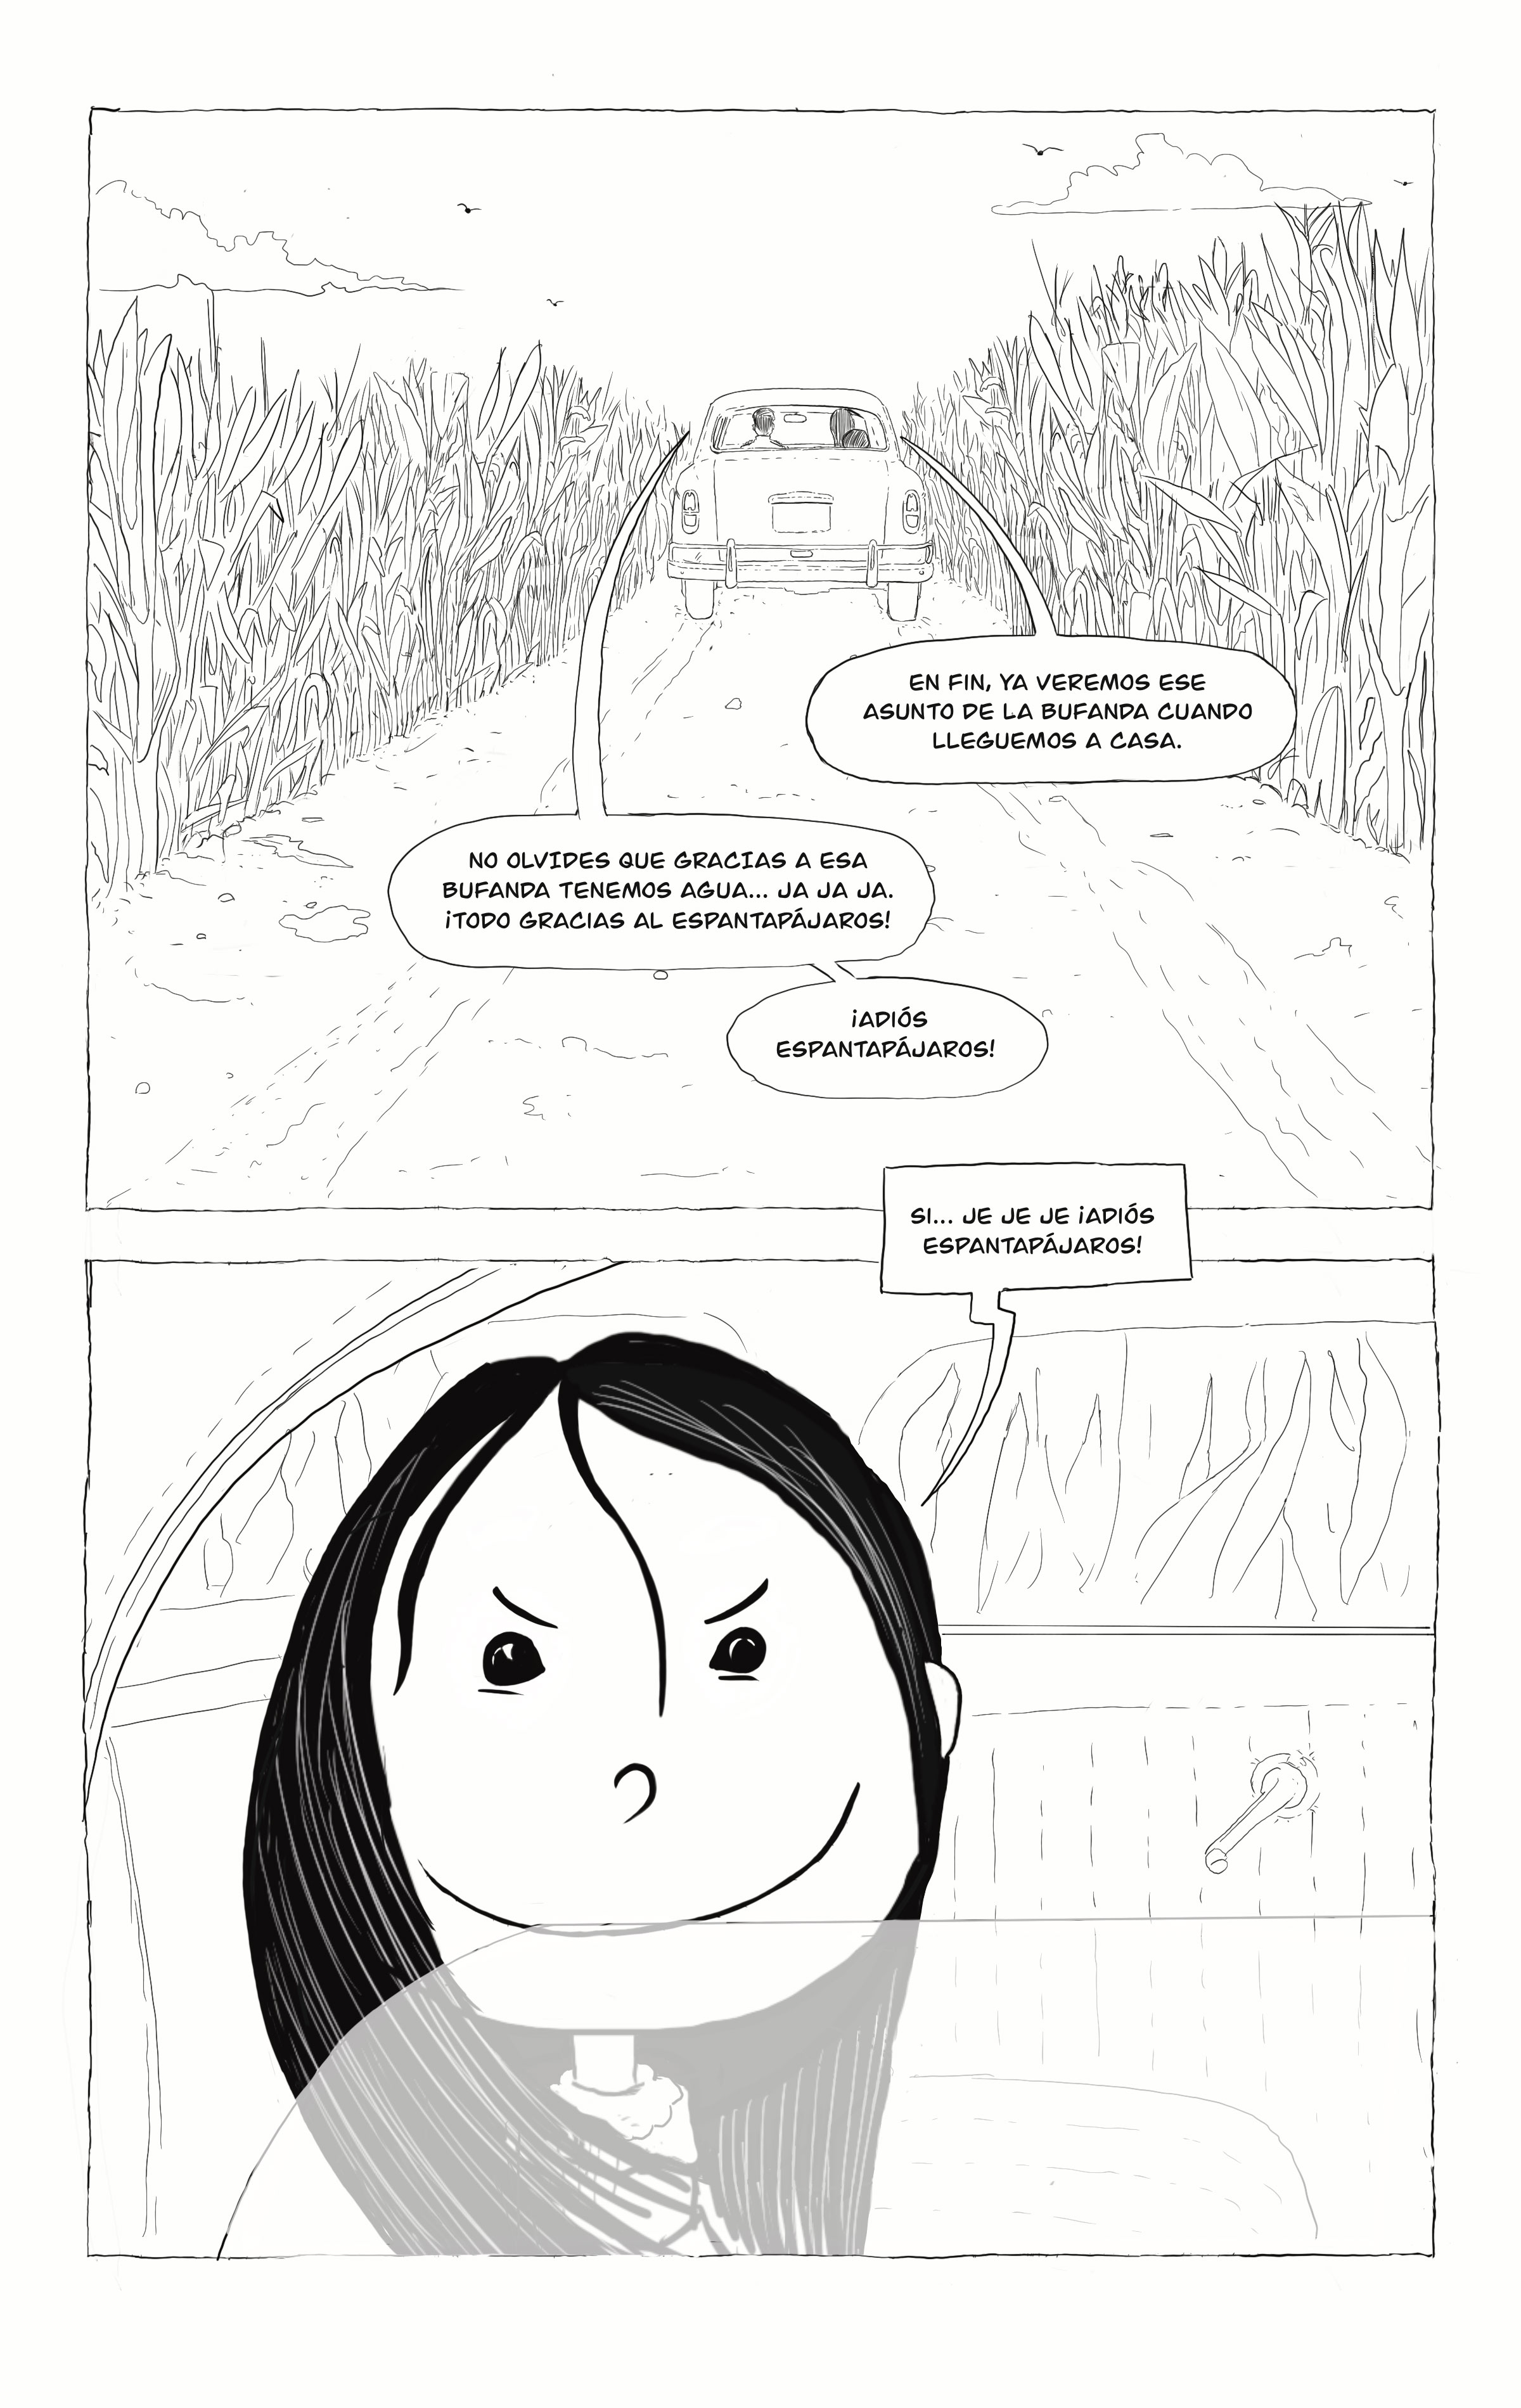 EN FIN, YA VEREMOS ESE
ASUNTO DE LA BUFANDA CUANDO
LLEGUEMOS A CASA.
NO OLVIDES QUE GRACIAS A ESA
BUFANDA TENEMOS AGUA... JA JA JA.
¡TODO GRACIAS AL ESPANTAPÁJAROS!
¡ADIÓS
ESPANTAPÁJAROS!
SI... JE JE JE ¡ADIÓS
ESPANTAPÁJAROS!